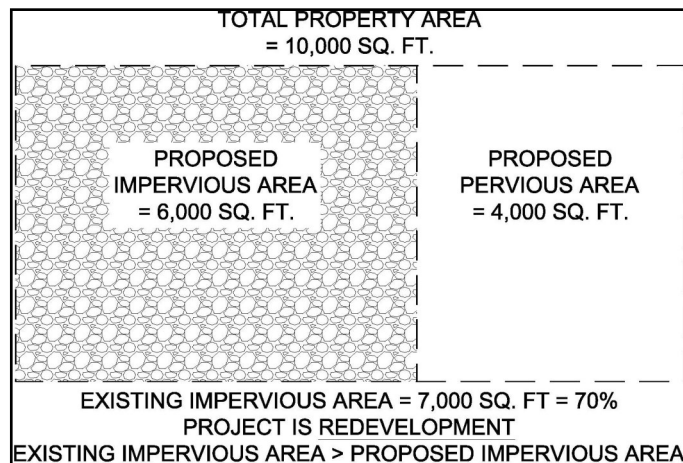 TOTAL PROPERTY AREA
= 10,000 SQ. FT.
PROPOSED
IMPERVIOUS AREA
= 6,000 SQ. FT.
PROPOSED
PERVIOUS AREA
= 4,000 SQ. FT.
EXISTING IMPERVIOUS AREA = 7,000 SQ. FT = 70%
PROJECT IS REDEVELOPMENT
EXISTING IMPERVIOUS AREA > PROPOSED IMPERVIOUS AREA